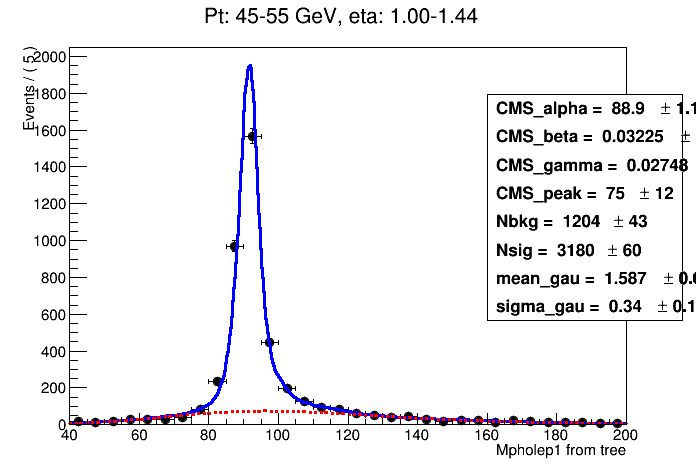 Pt: 45-55 GeV, eta: 1.00-1.44
Events / ( 5 )
2000
1800
1600
1400
1200
1000
800
600
400
200
0
CMS_alpha = 88.9 ± 1.1
CMS_beta = 0.03225 ±
CMS_gamma = 0.02748
CMS_peak = 75 ± 12
Nbkg = 1204 ± 43
Nsig = 3180 ± 60
mean_gau = 1.587 ± 0.
sigma_gau = 0.34 ± 0.1
40 60 80 100 120 140 160 180 200
Mpholep1 from tree